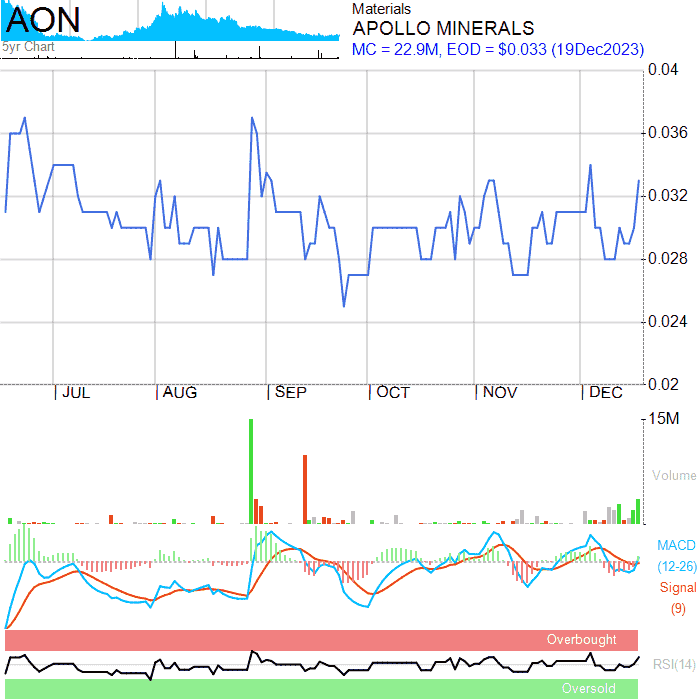 AON
5yr Chart
Materials
APOLLO MINERALS
MC = 22.9M, EOD = $0.033 (19Dec2023)
0.04
0.036
0.032
0.028
0.024
0.02
JUL AUG SEP OCT NOV DEC
15M
Volume
MACD
(12-26)
Signal
(9)
Overbought
RSI(14)
Oversold